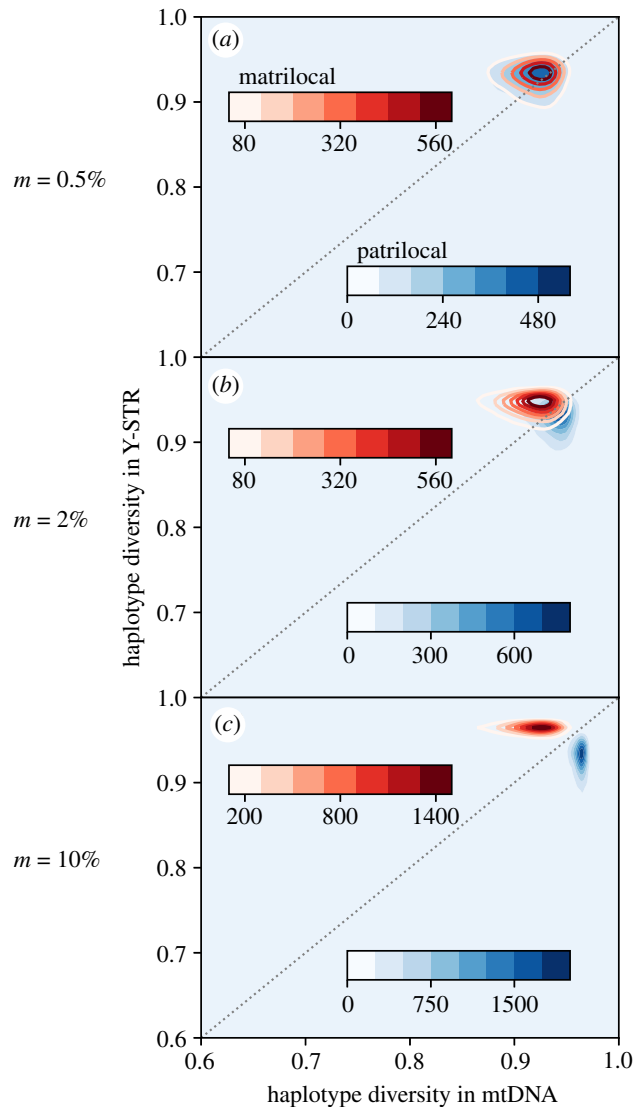 1.0
(a)
matrilocal
0.9
80 320 560
m = 0.5%
0.8
patrilocal
0.7
0 240 480
1.0
(b)
0.9
80 320 560
haplotype diversity in Y-STR
m = 2%
0.8
0.7
0 300 600
1.0
(c)
0.9
200 800 1400
m = 10%
0.8
0.7
0 750 1500
0.6
0.6 0.7 0.8 0.9 1.0
haplotype diversity in mtDNA